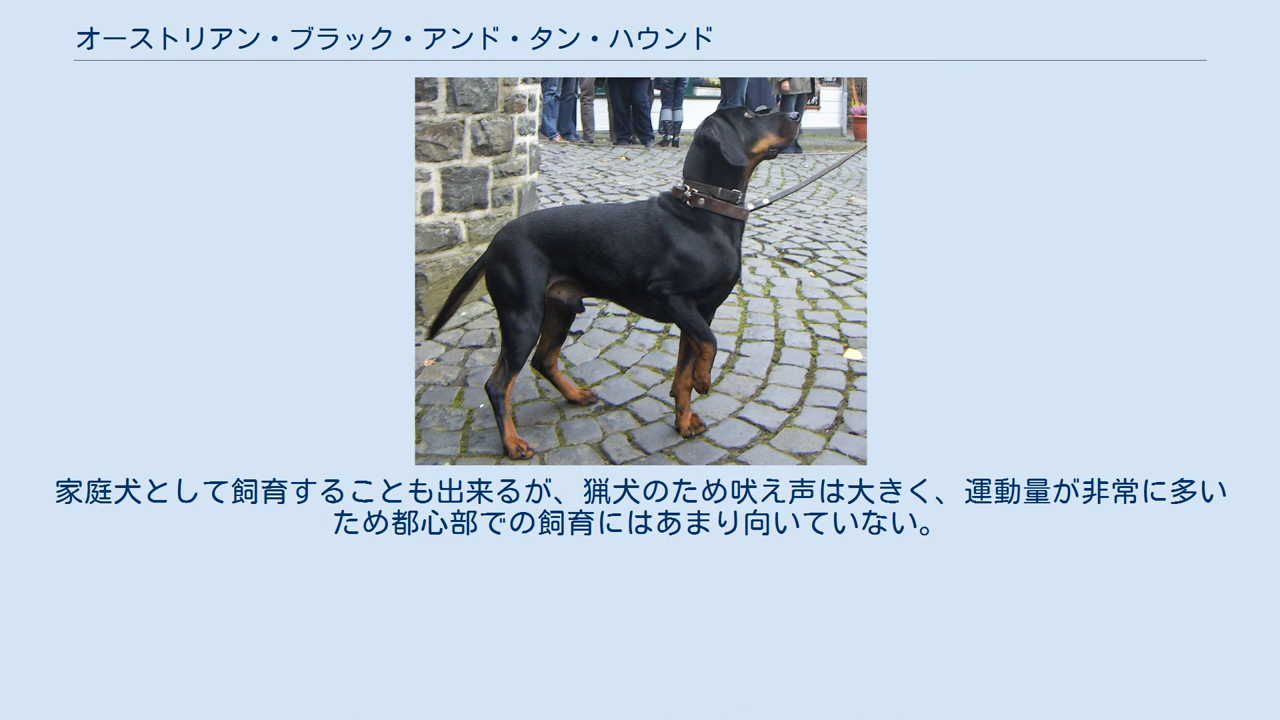 オーストリアン・ブラック・アンド・タン・ハウンド
家庭犬として飼育することも出来るが、猟犬のため吠え声は大きく、運動量が非常に多い
ため都心部での飼育にはあまり向いていない。